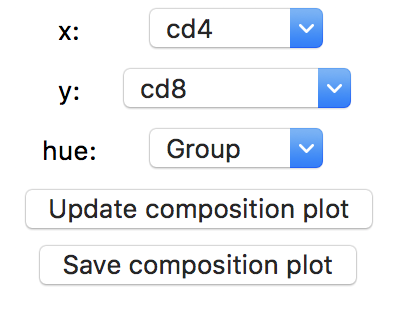 x: cd4
y: cd8
hue: Group
Update composition plot
Save composition plot